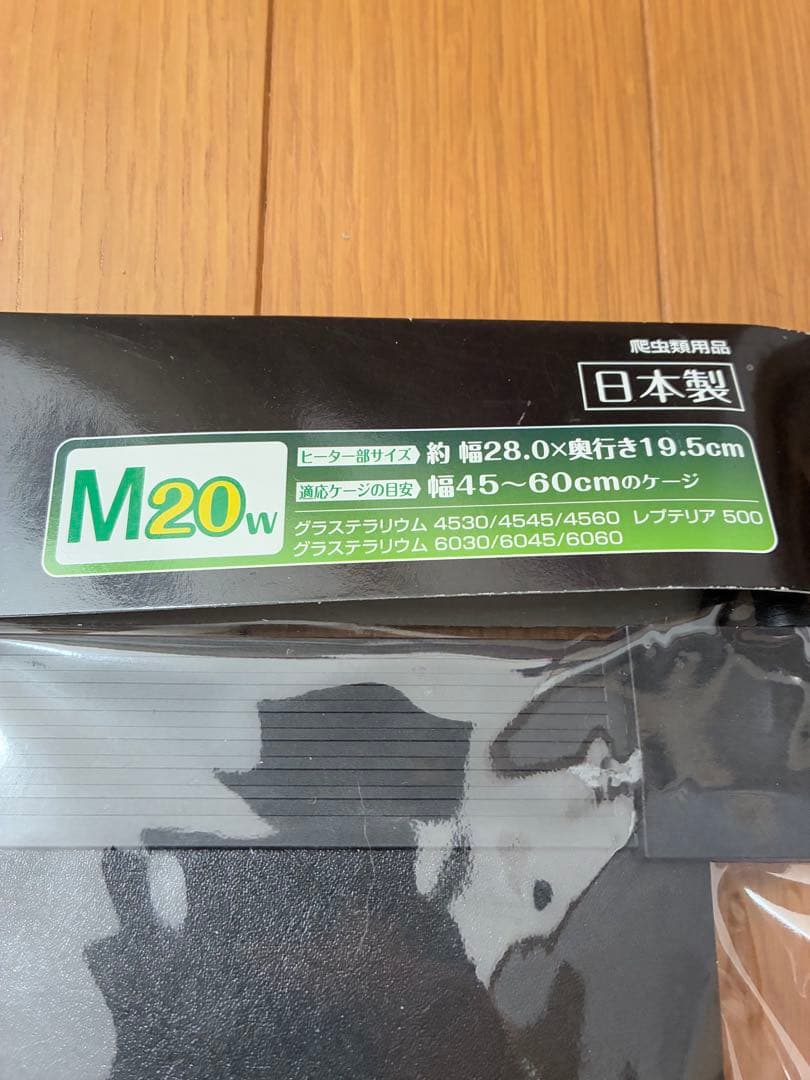 爬虫類用品
日本製
M20W
ヒーター部サイズ 約 幅28.0×奥行き19.5cm
適応ケージの目安 幅45～60cmのケージ
グラステラリウム 4530/4545/4560 レプテリア 500
グラステラリウム 6030/6045/6060